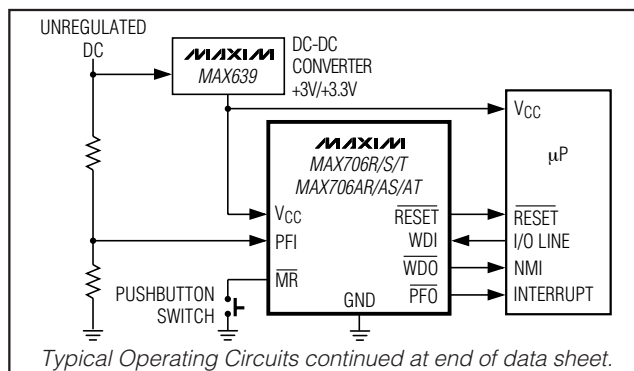 UNREGULATED
DC
MAXIM
MAX639
DC-DC
CONVERTER
+3V/+3.3V
MAXIM
MAX706R/S/T
MAX706AR/AS/AT
VCC
PFI
MR
GND
RESET
WDI
WDO
PFO
PUSHBUTTON
SWITCH
VCC
µP
RESET
I/O LINE
NMI
INTERRUPT
Typical Operating Circuits continued at end of data sheet.